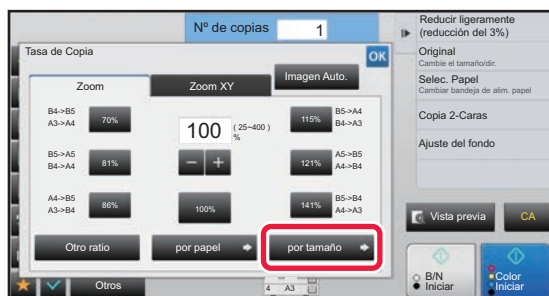 Nº de copias 1
Tasa de Copia
OK
Zoom
Zoom XY
Imagen Auto.
B4->B5
A3->A4
70%
100 (25~400)
%
115%
B5->A4
B4->A3
B5->A5
B4->A4
81%
− +
121%
A5->B5
B4->A4
A4->B5
A3->B4
86%
100%
141%
B5->B4
A4->A3
Otro ratio
por papel
por tamaño
Otros
4 A3
Reducir ligeramente
(reducción del 3%)
Original
Cambie el tamaño/dir.
Selec. Papel
Cambiar bandeja de alim. papel
Copia 2-Caras
Ajuste del fondo
Vista previa
CA
B/N
Iniciar
Color
Iniciar